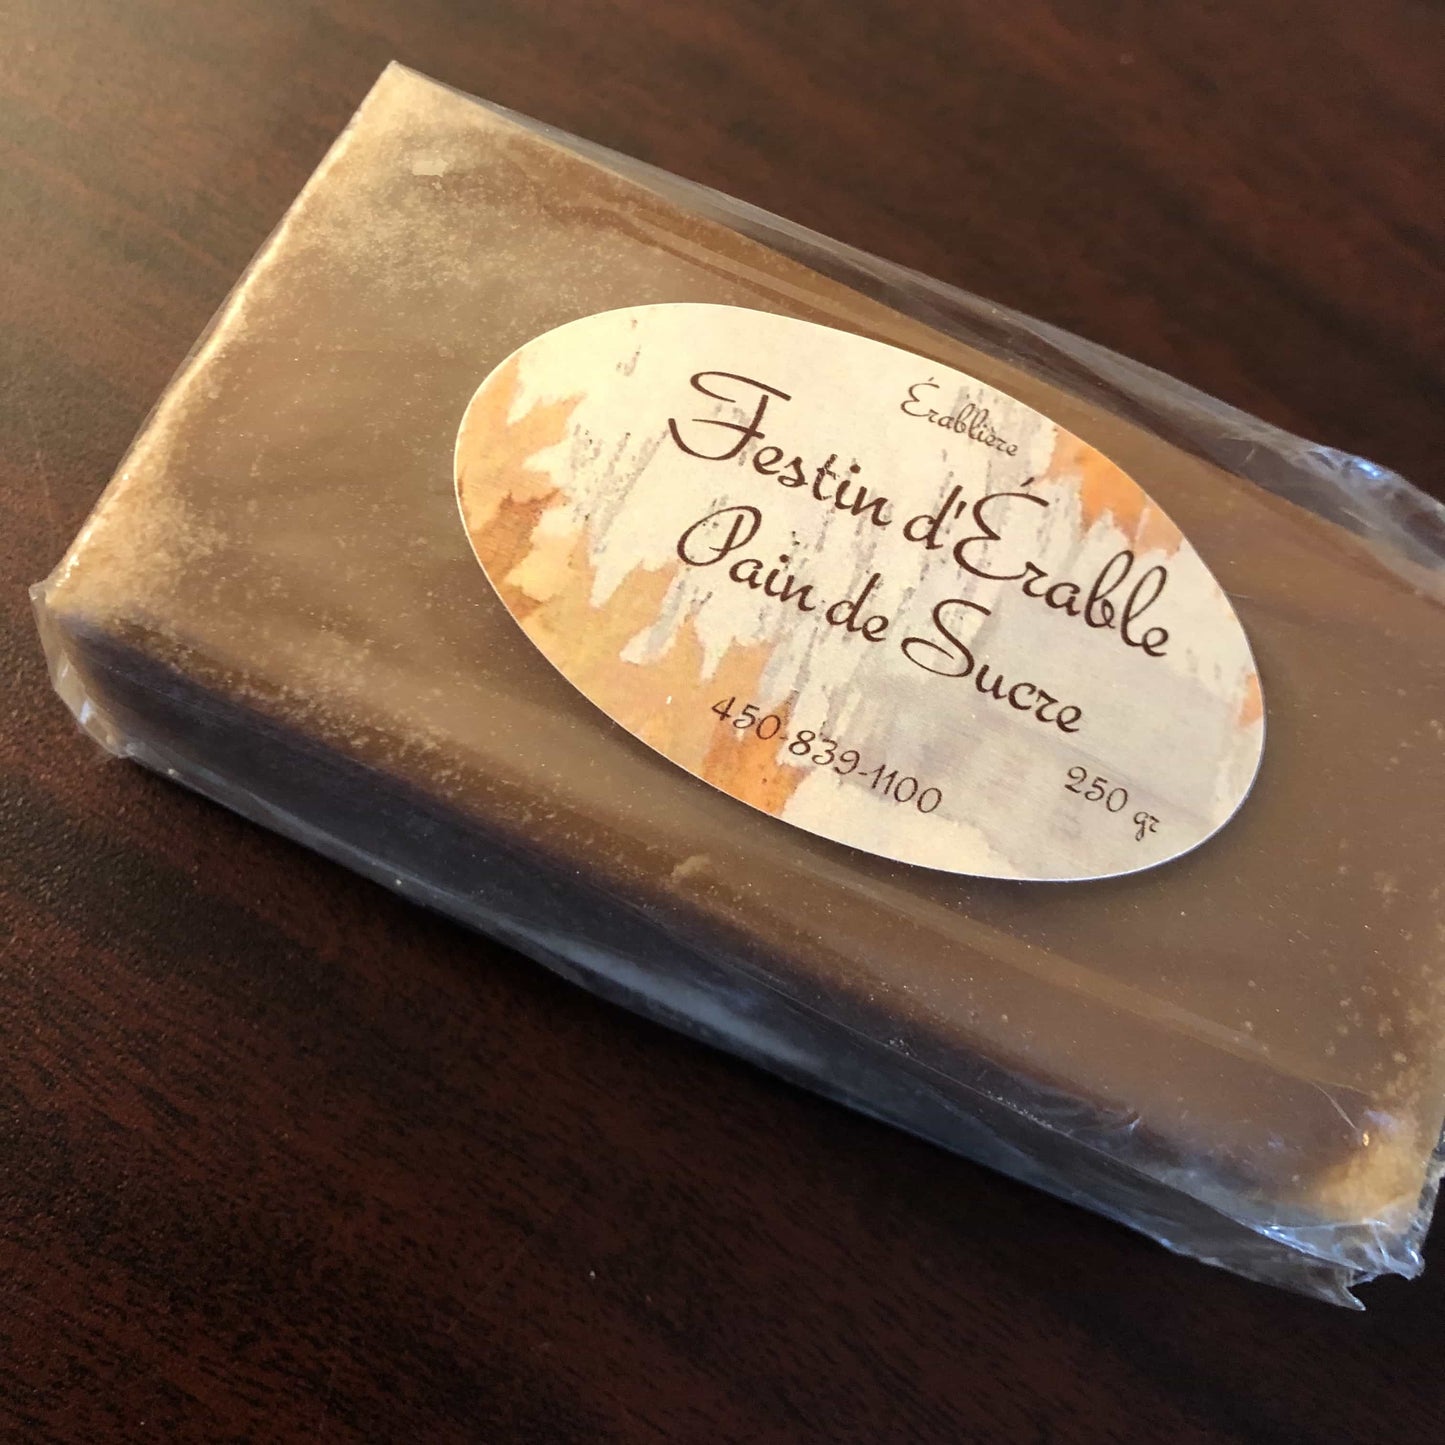 Érablière
Festin d'Érable
Pain de Sucre
450-839-1100
250 gr